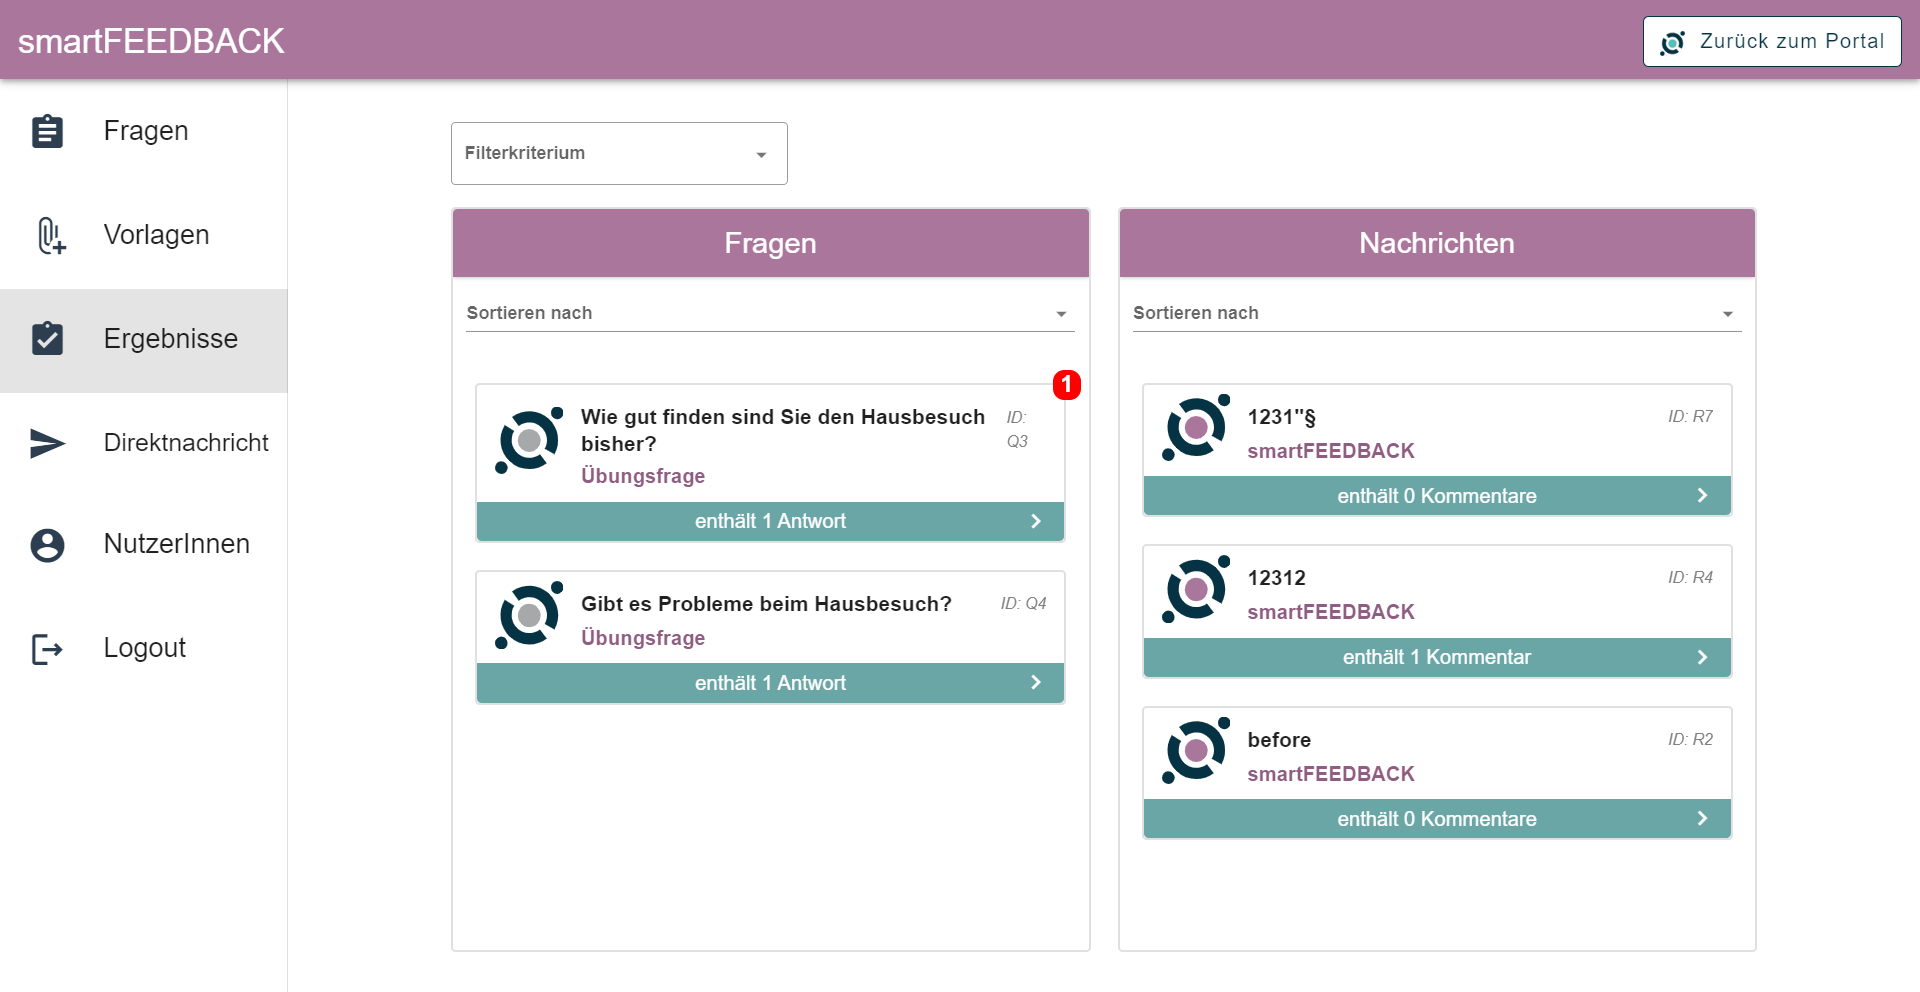 smartFEEDBACK
Zurück zum Portal
Fragen
Vorlagen
Ergebnisse
Direktnachricht
NutzerInnen
Logout
Filterkriterium
Fragen
Sortieren nach
1
Wie gut finden sind Sie den Hausbesuch
bisher?
ID:
Q3
Übungsfrage
enthält 1 Antwort
Gibt es Probleme beim Hausbesuch?
ID: Q4
Übungsfrage
enthält 1 Antwort
Nachrichten
Sortieren nach
1231"§
ID: R7
smartFEEDBACK
enthält 0 Kommentare
12312
ID: R4
smartFEEDBACK
enthält 1 Kommentar
before
ID: R2
smartFEEDBACK
enthält 0 Kommentare